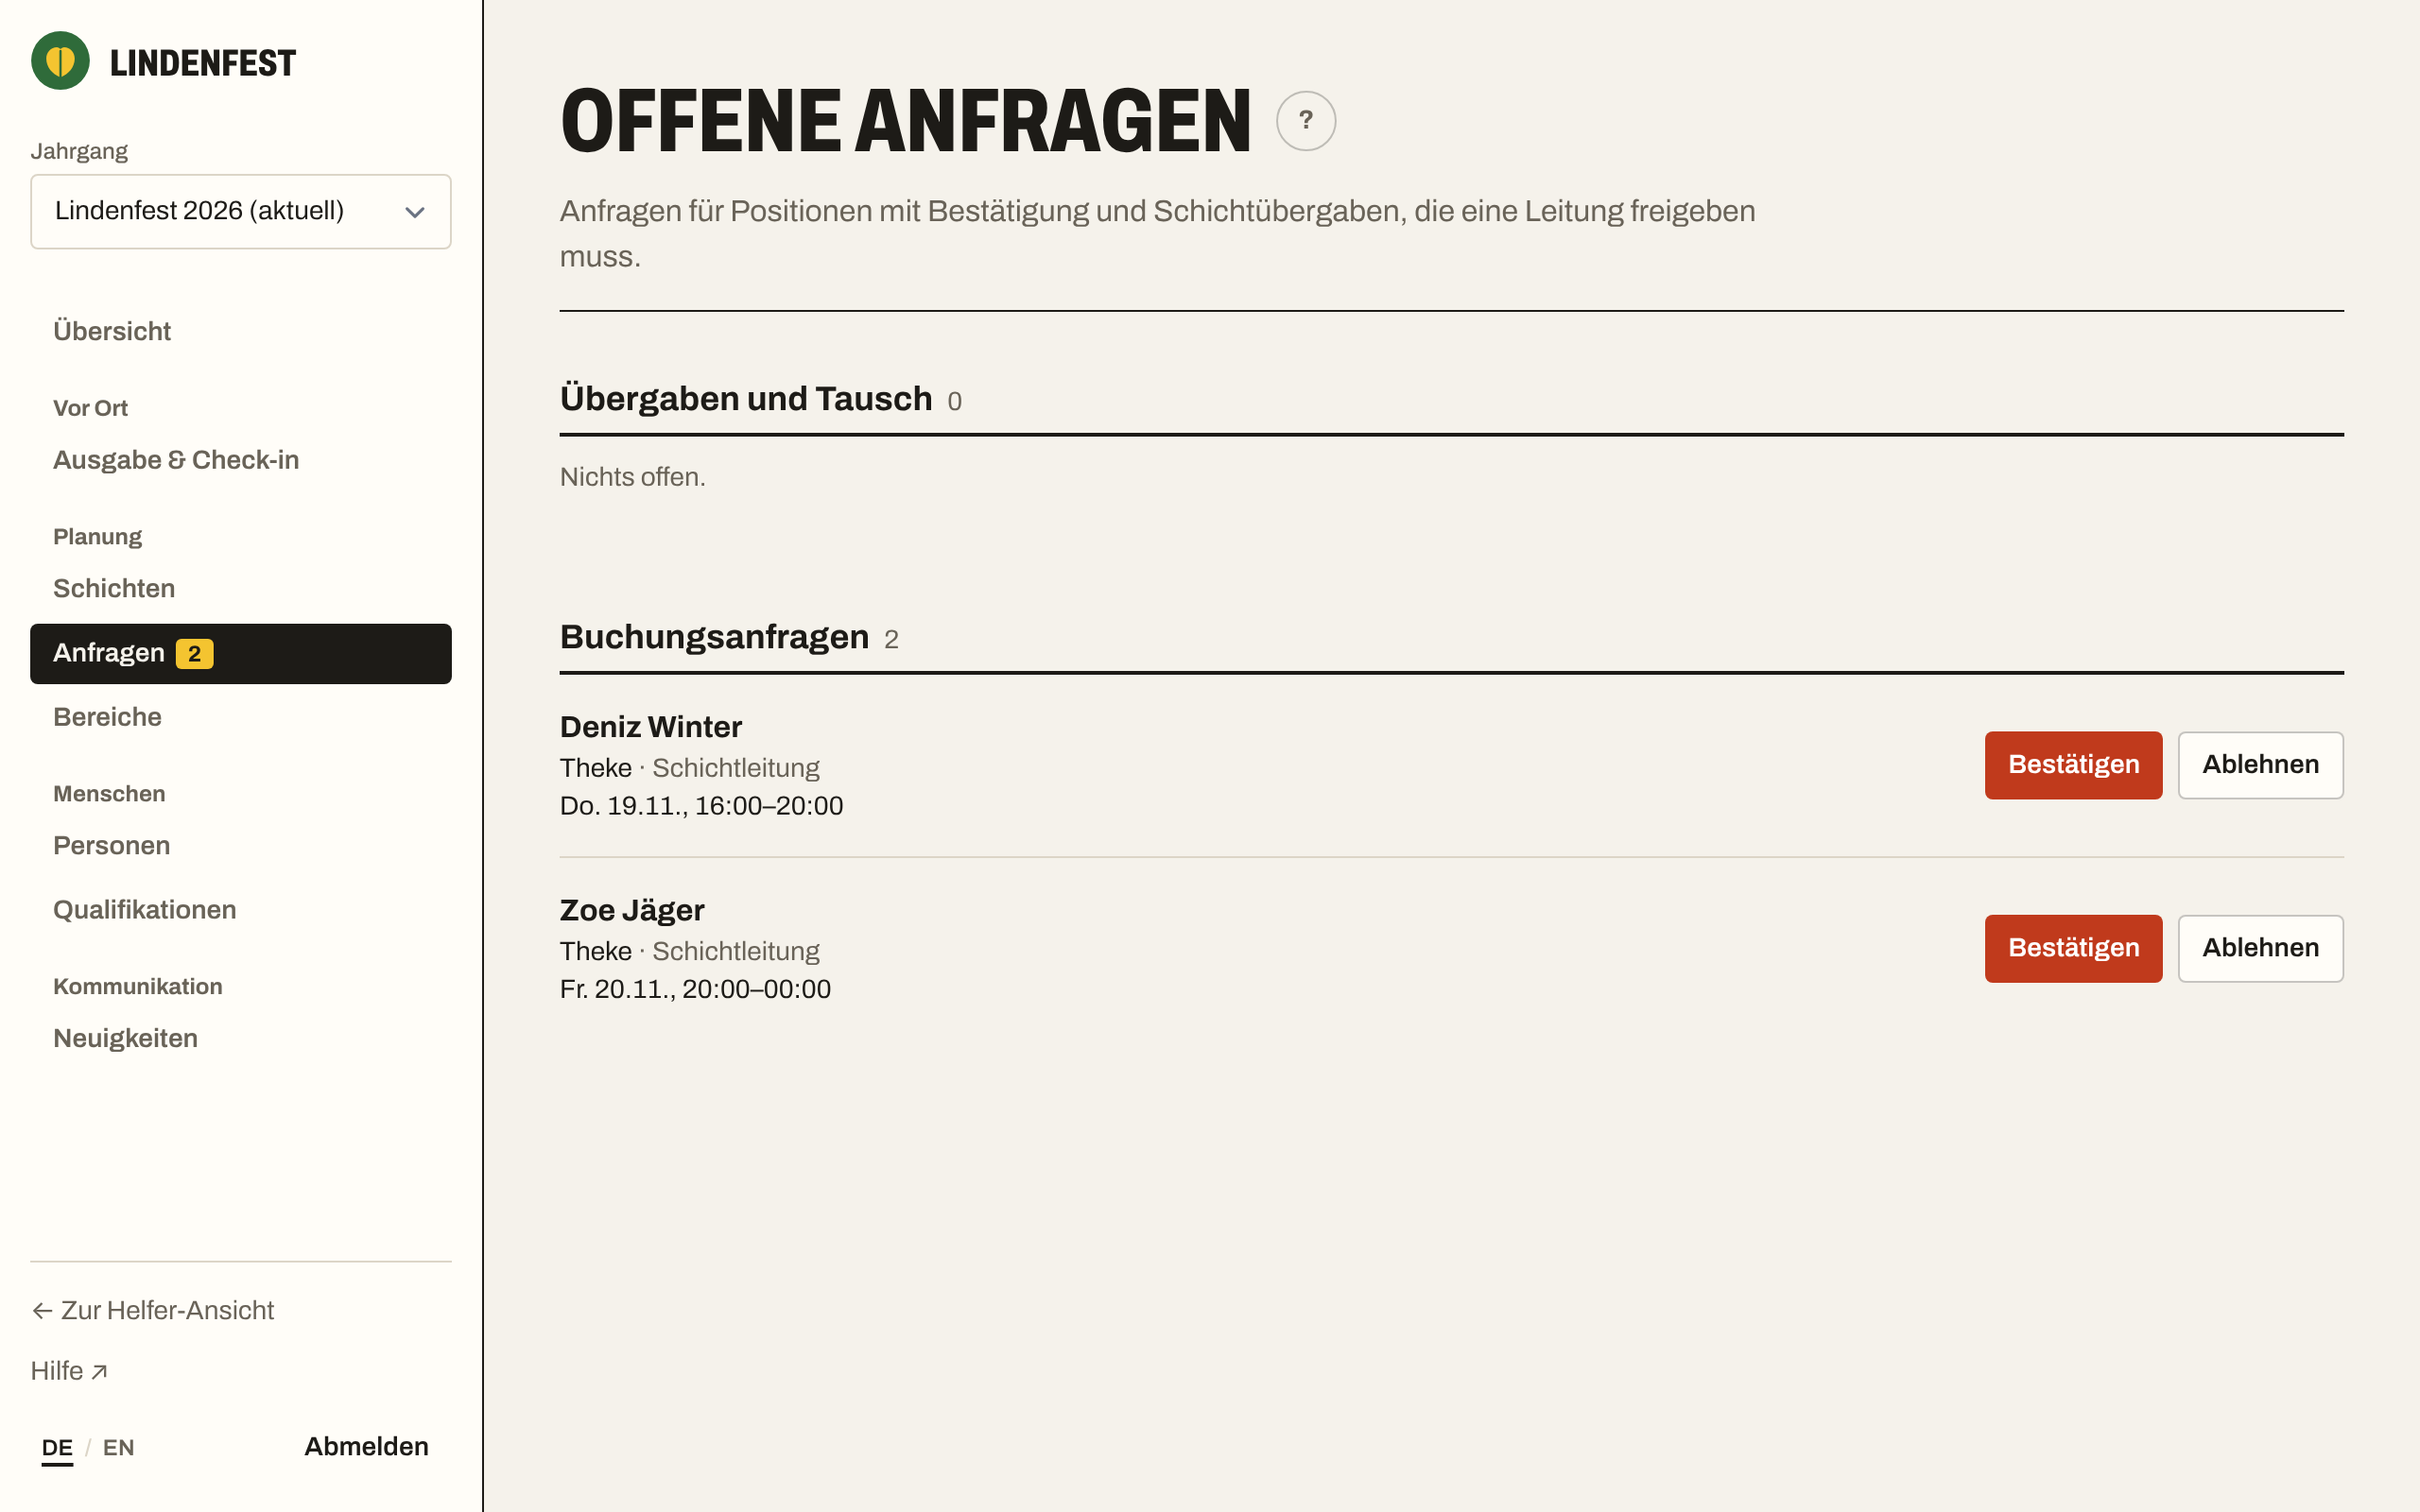 LINDENFEST
Jahrgang
Lindenfest 2026 (aktuell)
Übersicht
Vor Ort
Ausgabe & Check-in
Planung
Schichten
Anfragen 2
Bereiche
Menschen
Personen
Qualifikationen
Kommunikation
Neuigkeiten
← Zur Helfer-Ansicht
Hilfe ↗
DE / EN
Abmelden
OFFENE ANFRAGEN ?
Anfragen für Positionen mit Bestätigung und Schichtübergaben, die eine Leitung freigeben
muss.
Übergaben und Tausch 0
Nichts offen.
Buchungsanfragen 2
Deniz Winter
Theke · Schichtleitung
Do. 19.11., 16:00–20:00
Bestätigen
Ablehnen
Zoe Jäger
Theke · Schichtleitung
Fr. 20.11., 20:00–00:00
Bestätigen
Ablehnen